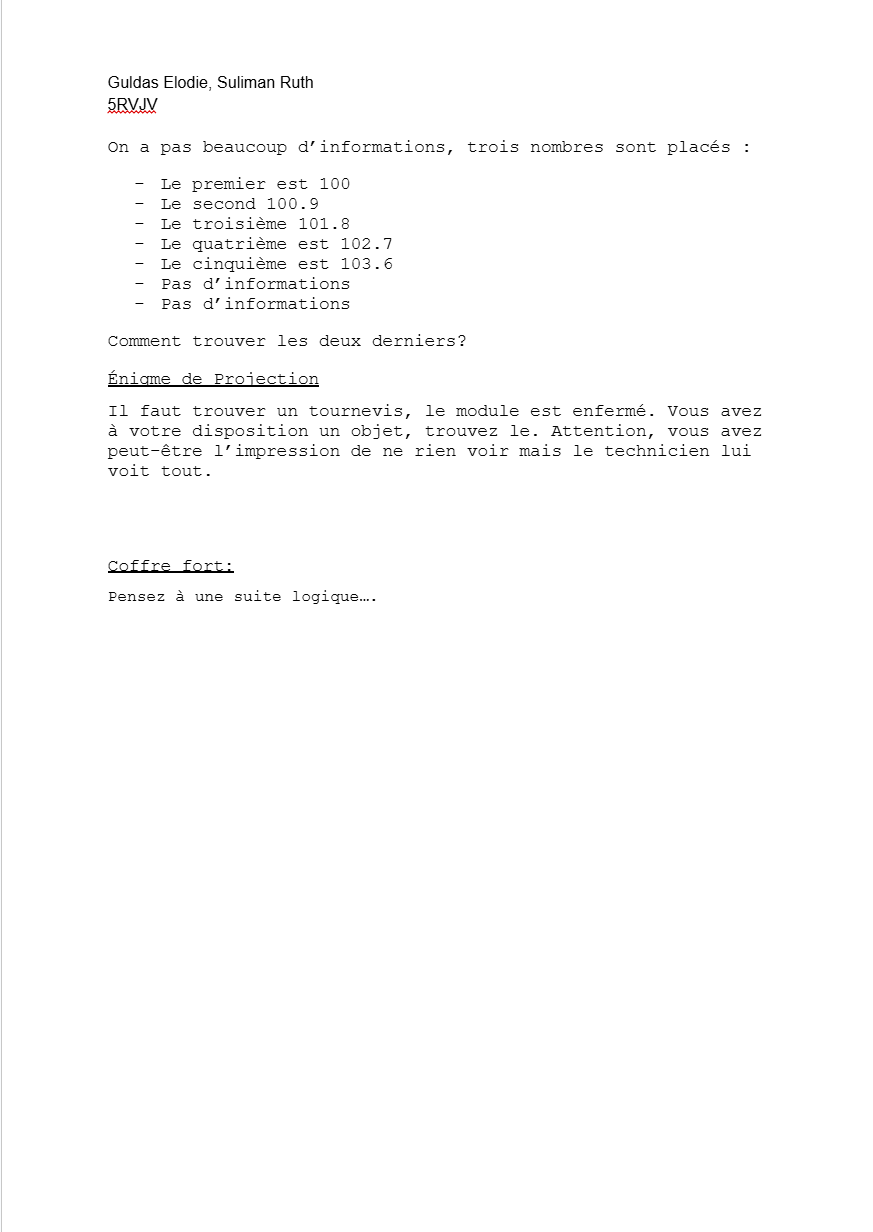 Guldas Elodie, Suliman Ruth
5RVJV
On a pas beaucoup d’informations, trois nombres sont placés :
- Le premier est 100
- Le second 100.9
- Le troisième 101.8
- Le quatrième est 102.7
- Le cinquième est 103.6
- Pas d’informations
- Pas d’informations
Comment trouver les deux derniers?
Énigme de Projection
Il faut trouver un tournevis, le module est enfermé. Vous avez
à votre disposition un objet, trouvez le. Attention, vous avez
peut-être l’impression de ne rien voir mais le technicien lui
voit tout.
Coffre fort:
Pensez à une suite logique….